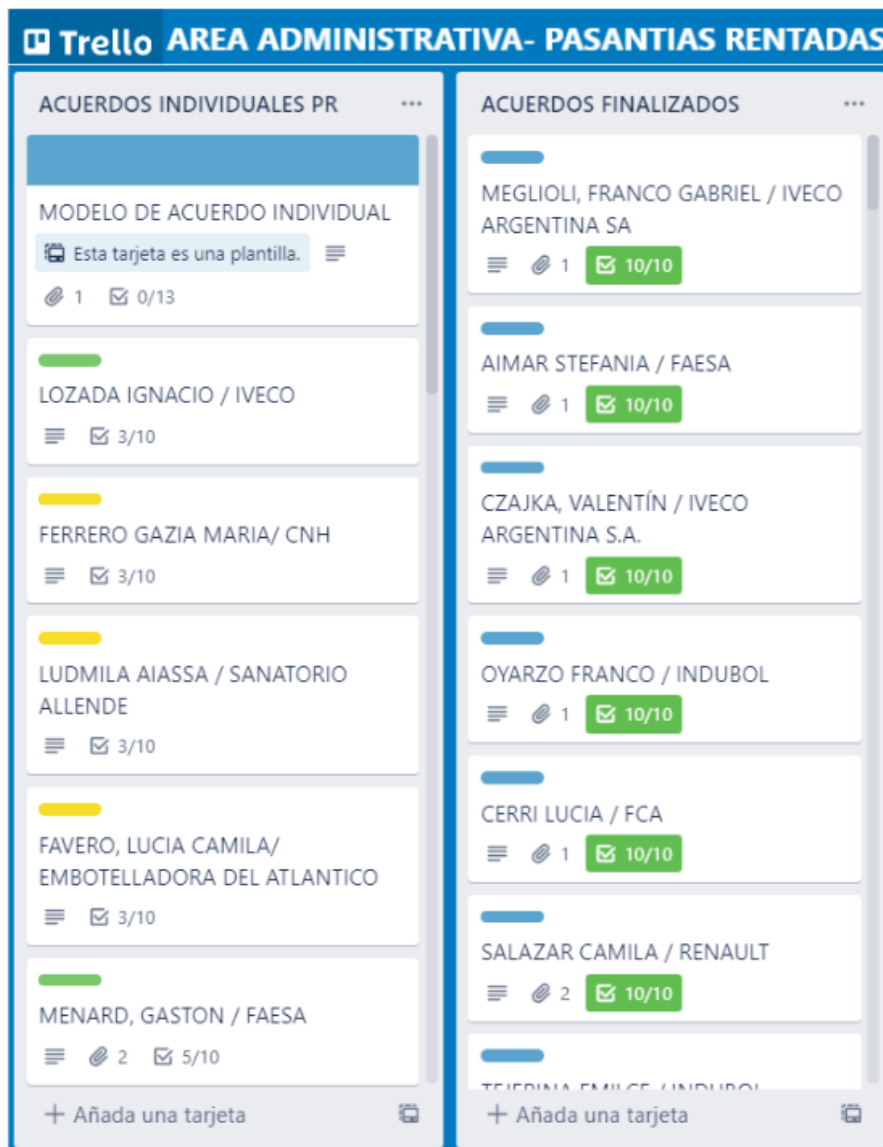 Trello AREA ADMINISTRATIVA- PASANTIAS RENTADAS
ACUERDOS INDIVIDUALES PR
MODELO DE ACUERDO INDIVIDUAL
Esta tarjeta es una plantilla.
1 0/13
LOZADA IGNACIO / IVECO
3/10
FERRERO GAZIA MARIA/ CNH
3/10
LUDMILA AIASSA / SANATORIO
ALLENDE
3/10
FAVERO, LUCIA CAMILA/
EMBOTELLADORA DEL ATLANTICO
3/10
MENARD, GASTON / FAESA
2 5/10
+ Añada una tarjeta
ACUERDOS FINALIZADOS
MEGLIOLI, FRANCO GABRIEL / IVECO
ARGENTINA SA
1 10/10
AIMAR STEFANIA / FAESA
1 10/10
CZAJKA, VALENTÍN / IVECO
ARGENTINA S.A.
1 10/10
OYARZO FRANCO / INDUBOL
1 10/10
CERRI LUCIA / FCA
1 10/10
SALAZAR CAMILA / RENAULT
2 10/10
TEJERINA EMILCE / INDUBOL
+ Añada una tarjeta